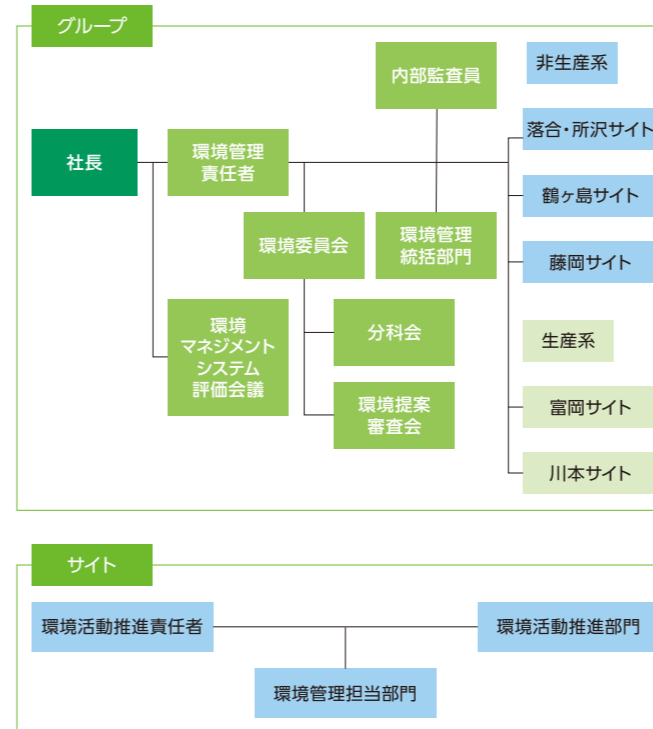 グループ
内部監査員
非生産系
社長
環境管理
責任者
落合・所沢サイト
鶴ヶ島サイト
環境委員会
環境管理
統括部門
藤岡サイト
環境
マネジメント
システム
評価会議
分科会
生産系
環境提案
審査会
富岡サイト
川本サイト
サイト
環境活動推進責任者
環境活動推進部門
環境管理担当部門